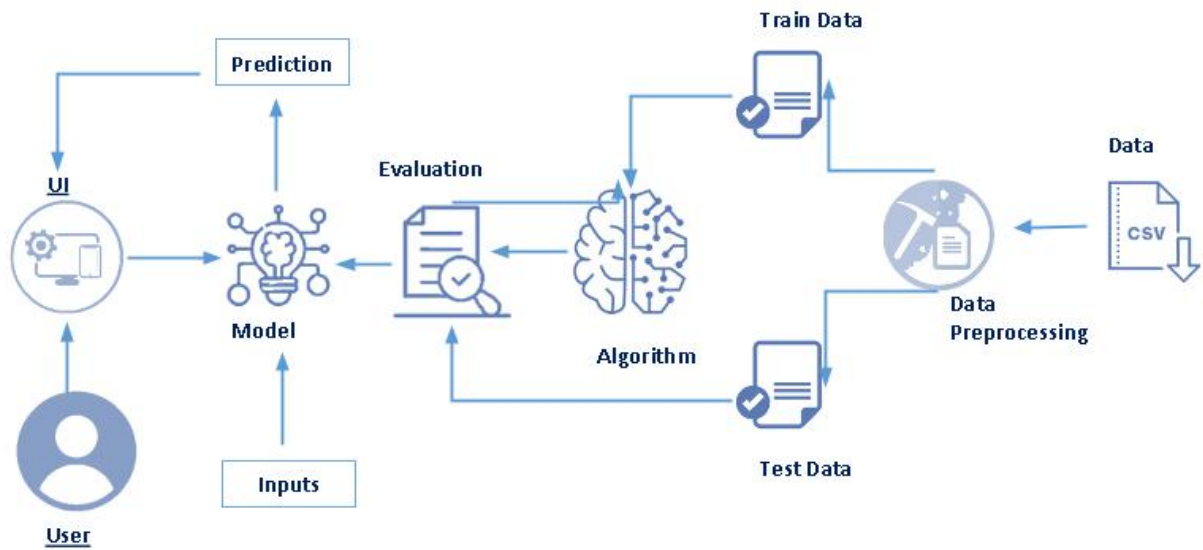 Train Data
Prediction
Data
Evaluation
UI
CSV
Data
Preprocessing
Model
Algorithm
Test Data
Inputs
User